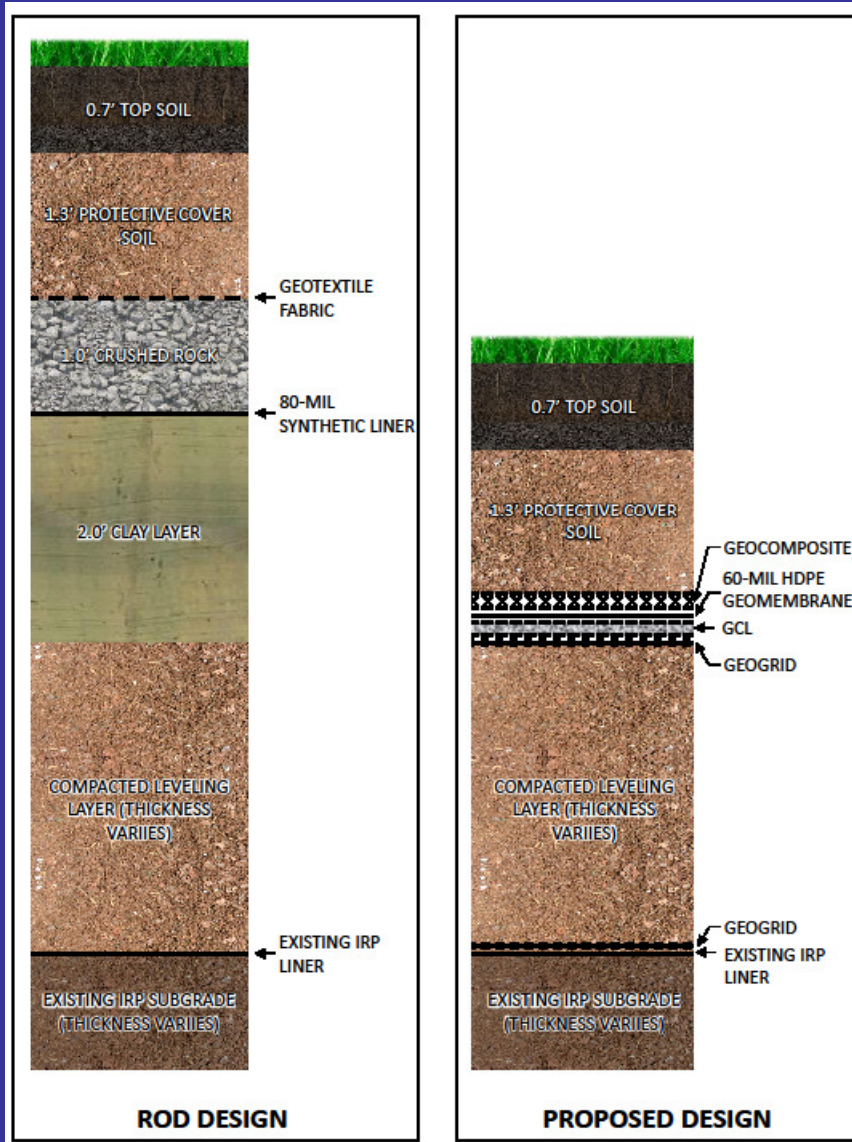 0.7' TOP SOIL
1.3' PROTECTIVE COVER
SOIL
GEOTEXTILE
FABRIC
1.0' CRUSHED ROCK
80-MIL
SYNTHETIC LINER
2.0' CLAY LAYER
COMPACTED LEVELING
LAYER (THICKNESS
VARIIES)
EXISTING IRP
LINER
EXISTING IRP SUBGRADE
(THICKNESS VARIIES)
ROD DESIGN
0.7' TOP SOIL
1.3' PROTECTIVE COVER
SOIL
GEOCOMPOSITE
60-MIL HDPE
GEOMEMBRANE
GCL
GEOGRID
COMPACTED LEVELING
LAYER (THICKNESS
VARIIES)
GEOGRID
EXISTING IRP
LINER
EXISTING IRP SUBGRADE
(THICKNESS VARIIES)
PROPOSED DESIGN